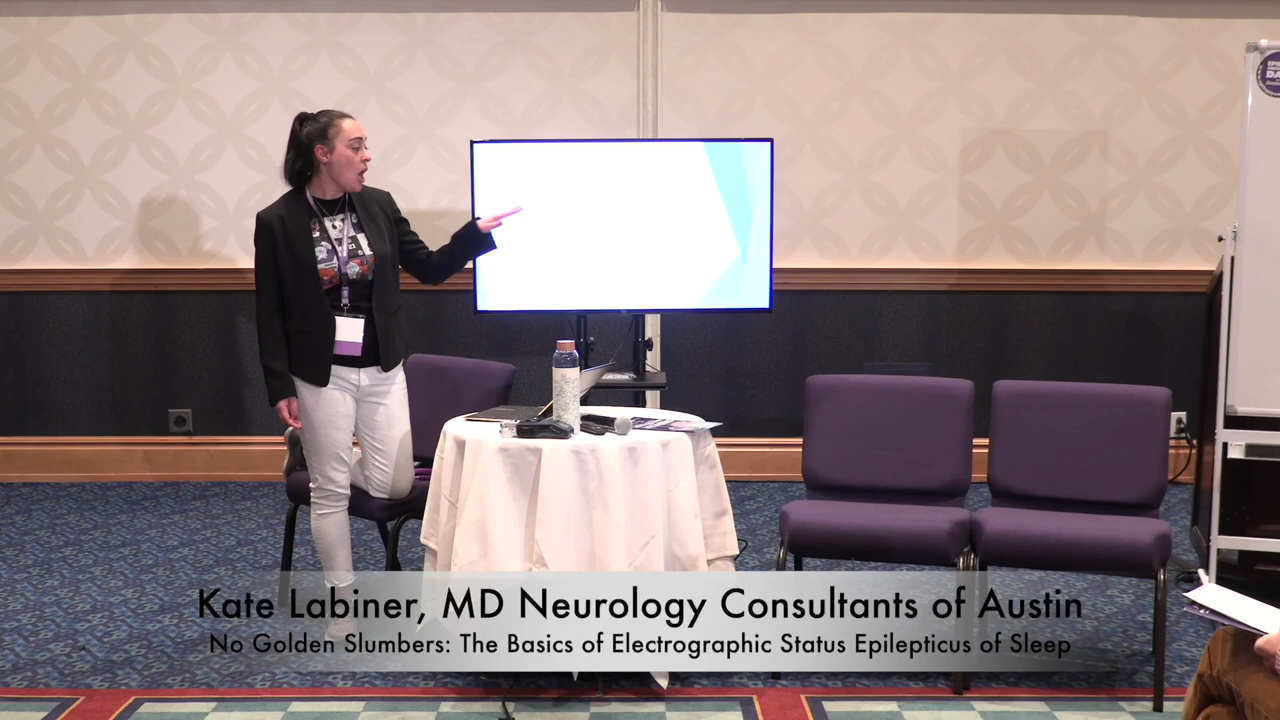 Kate Labiner, MD Neurology Consultants of Austin
No Golden Slumbers: The Basics of Electrographic Status Epilepticus of Sleep